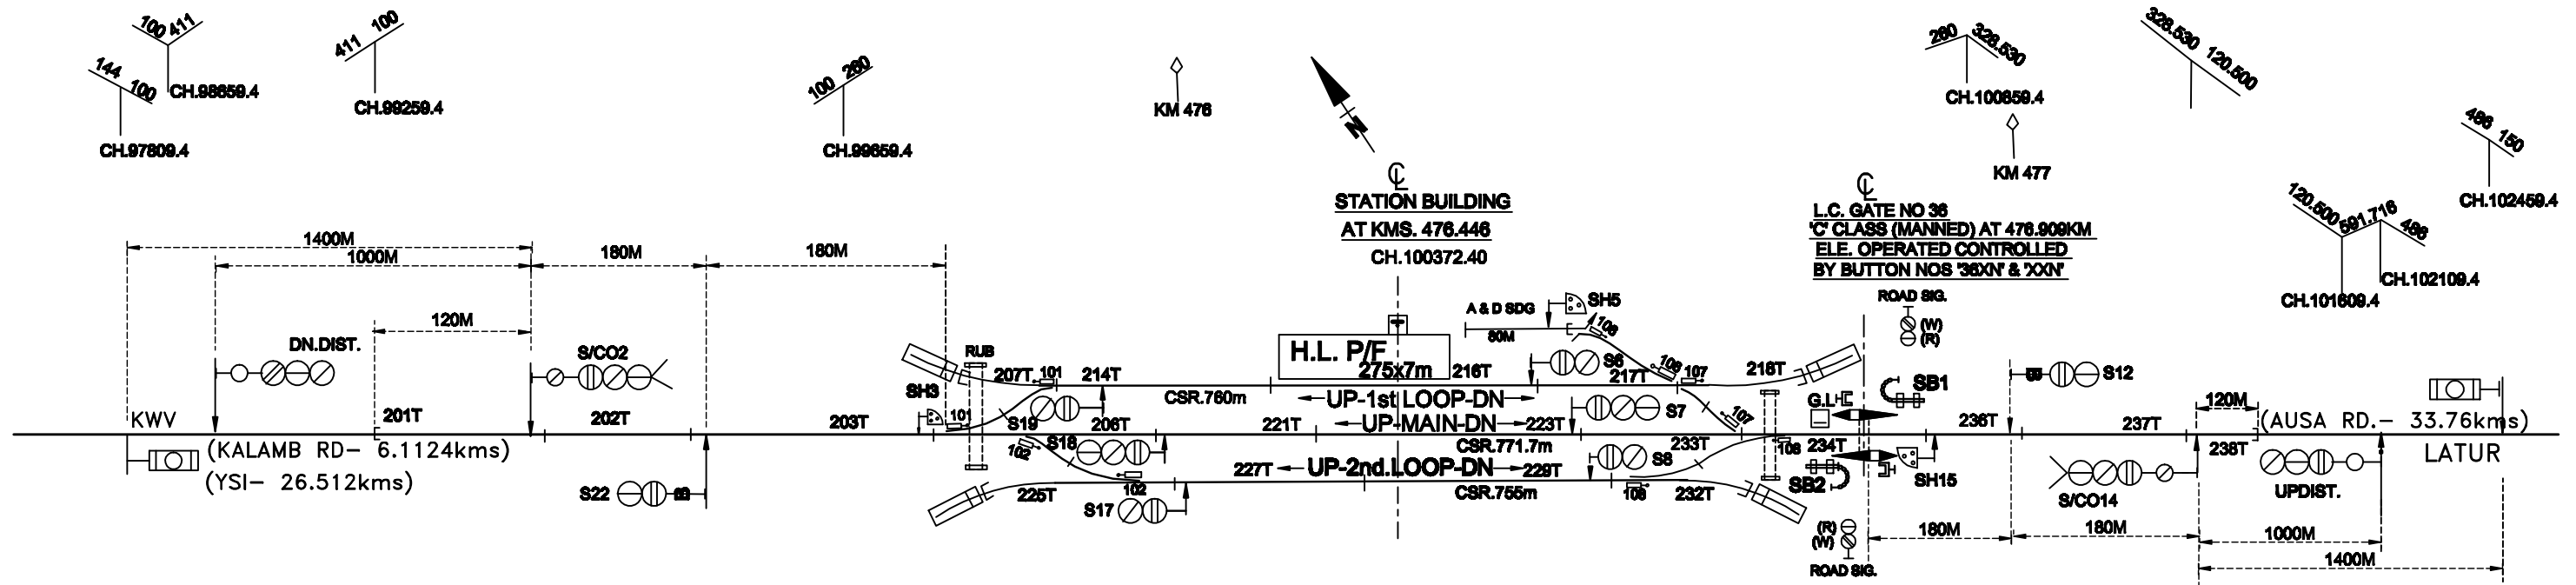 100 411
CH.98659.4
144 100
CH.97809.4
411 100
CH.99259.4
100 260
CH.99659.4
KM 476
N
STATION BUILDING
AT KMS. 476.446
CH.100372.40
260 328.530
CH.100859.4
KM 477
328.530 120.500
486 150
CH.102459.4
120.500 591.716 486
CH.101609.4
CH.102109.4
L.C. GATE NO 36
'C' CLASS (MANNED) AT 476.909KM
ELE. OPERATED CONTROLLED
BY BUTTON NOS '36XN' & 'XXN'
ROAD SIG.
(W)
(R)
1400M
1000M
180M
180M
120M
DN.DIST.
S/CO2
RUB
SH3
H.L. P/F
275x7m
A & D SDG
80M
SH5
106
S6
106
107
218T
207T
101
214T
216T
217T
CSR.760m
UP-1st LOOP-DN
G.L
SB1
S12
120M
KWV
201T
202T
203T
101
S19
206T
221T
UP-MAIN-DN
223T
S7
107
236T
237T
(AUSA RD.- 33.76kms)
(KALAMB RD- 6.1124kms)
(YSI- 26.512kms)
102
S18
CSR.771.7m
233T
108
234T
238T
LATUR
227T
UP-2nd.LOOP-DN
229T
S8
S22
225T
102
S17
CSR.755m
108
232T
SB2
SH15
S/CO14
UPDIST.
(R)
(W)
ROAD SIG.
180M
180M
1000M
1400M